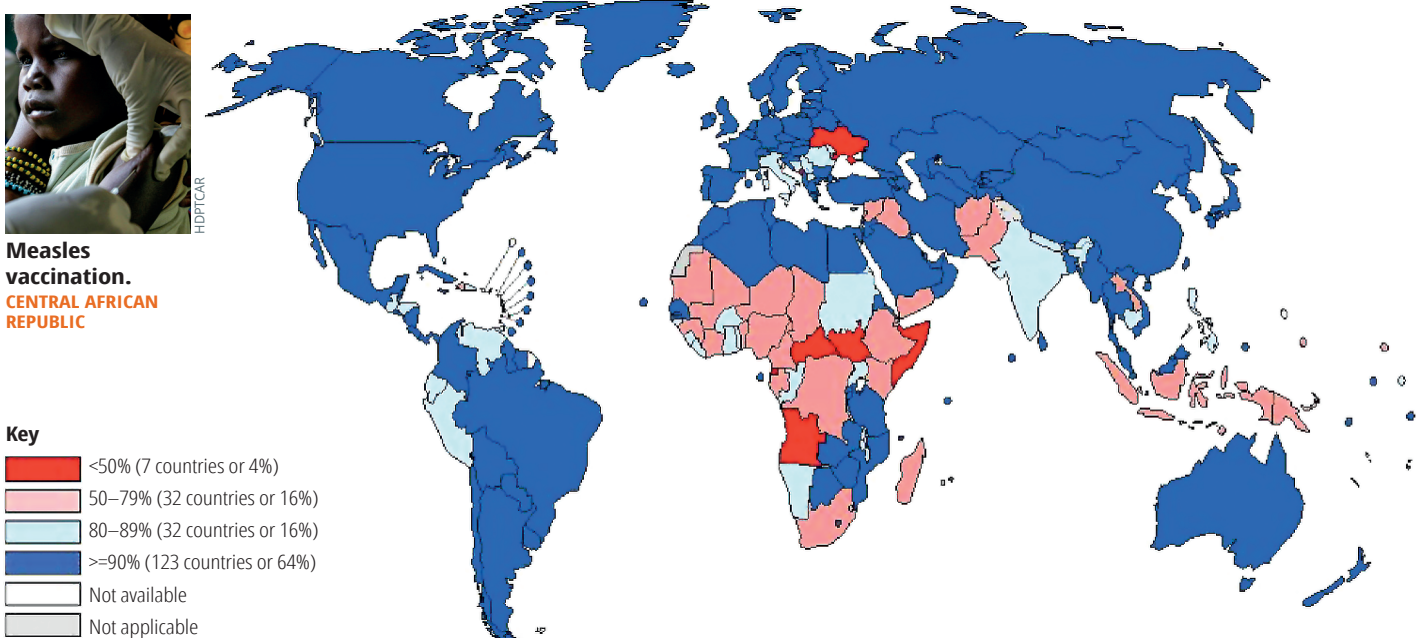 HDPTCAR
Measles
vaccination.
CENTRAL AFRICAN
REPUBLIC
Key
<50% (7 countries or 4%)
50–79% (32 countries or 16%)
80–89% (32 countries or 16%)
>=90% (123 countries or 64%)
Not available
Not applicable